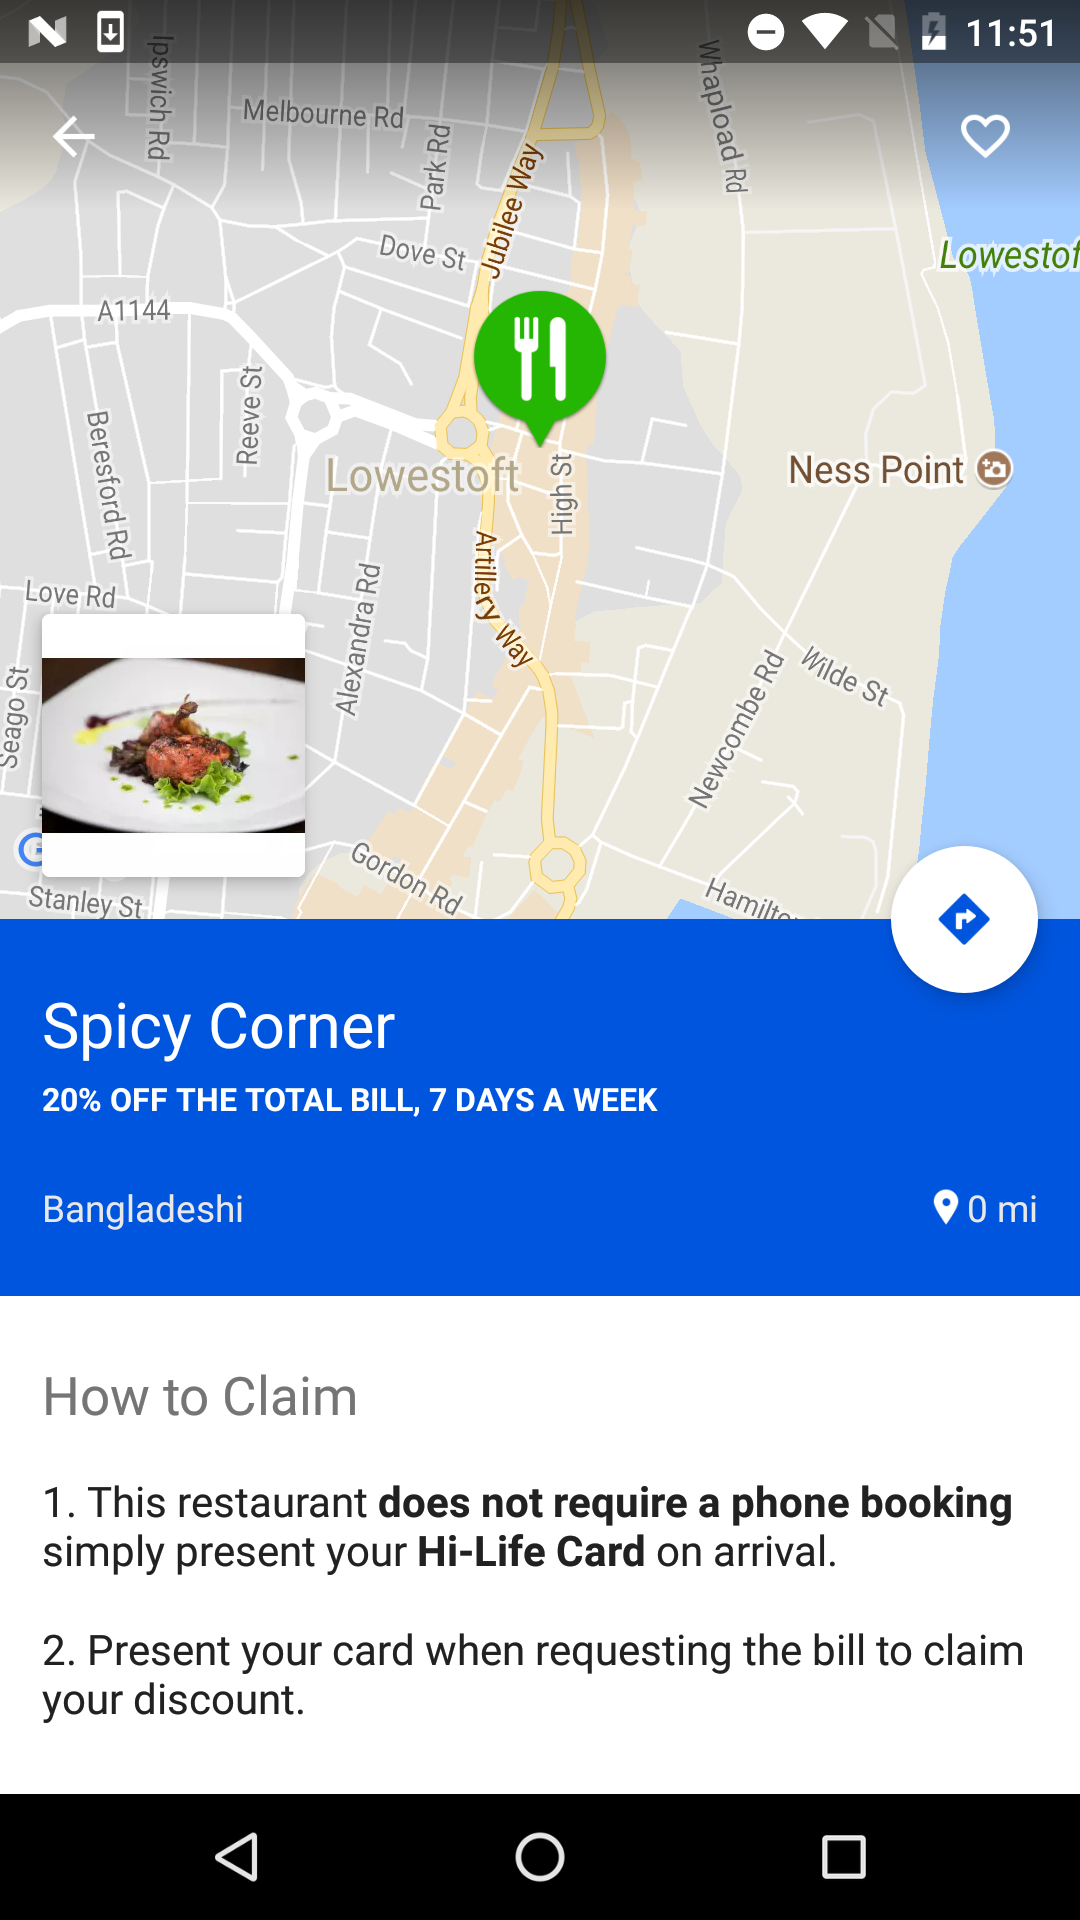 11:51
Ipswich Rd
Melbourne Rd
Park Rd
Jubilee Way
Whapload Rd
Dove St
Lowestof
A1144
Reeve St
Beresford Rd
Lowestoft
High St
Ness Point
Artillery Way
Love Rd
Alexandra Rd
Seago St
Wilde St
Newcombe Rd
Gordon Rd
Stanley St
Spicy Corner
20% OFF THE TOTAL BILL, 7 DAYS A WEEK
Bangladeshi
0 mi
How to Claim
1. This restaurant does not require a phone booking
simply present your Hi-Life Card on arrival.
2. Present your card when requesting the bill to claim
your discount.